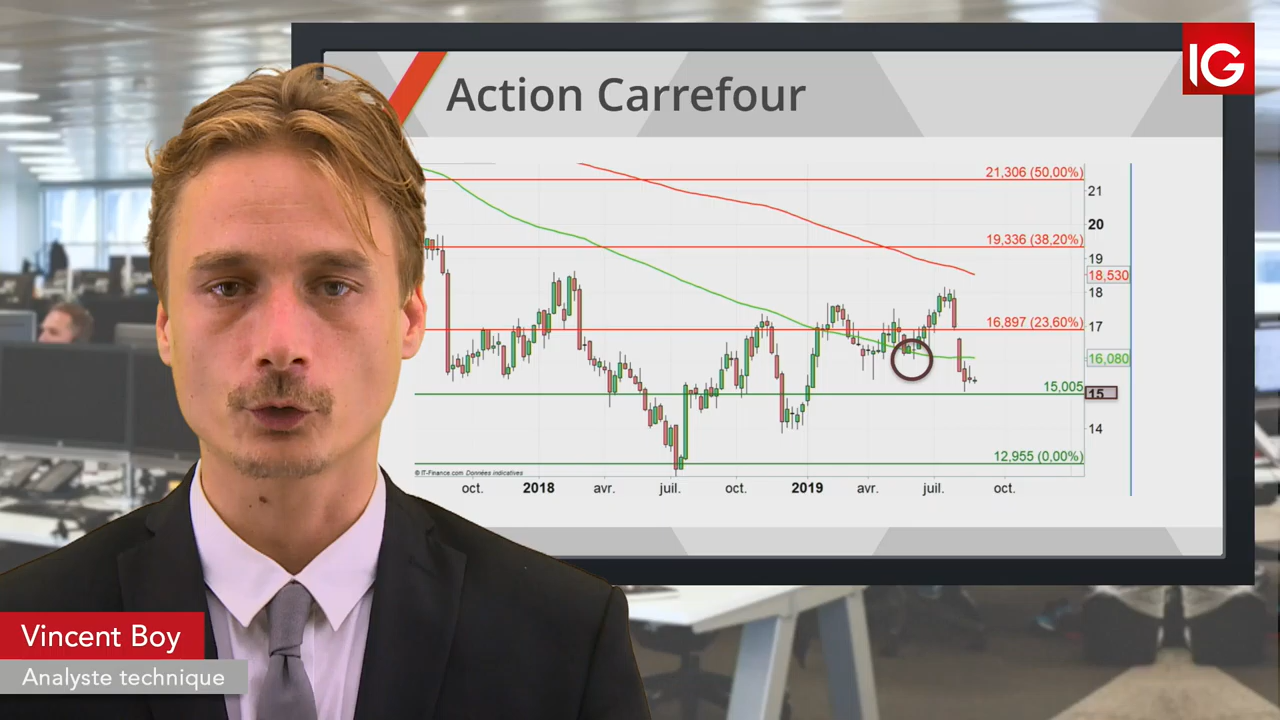 IG
Action Carrefour
21,306 (50,00%)
21
20
19,336 (38,20%)
19
18,530
18
16,897 (23,60%)
17
16,080
15,005
15
14
12,955 (0,00%)
© IT-Finance.com Données indicatives
oct.
2018
avr.
juil.
oct.
2019
avr.
juil.
oct.
Vincent Boy
Analyste technique